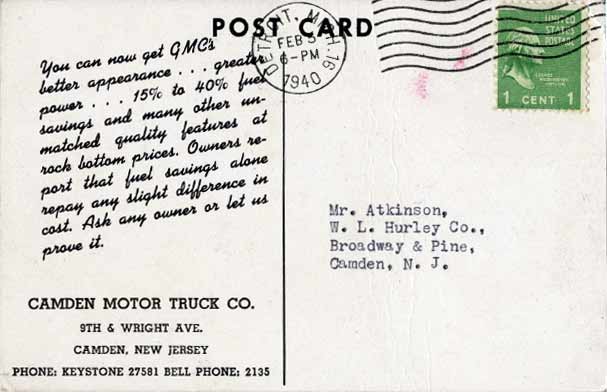 POST CARD
DETROIT, MICH. 16
FEB 5
6-PM
1940
UNITED
STATES
POSTAGE
1 CENT 1
You can now get GMC's
better appearance . . . greater
power . . . 15% to 40% fuel
savings and many other un-
matched quality features at
rock bottom prices. Owners re-
port that fuel savings alone
repay any slight difference in
cost. Ask any owner or let us
prove it.
CAMDEN MOTOR TRUCK CO.
9TH & WRIGHT AVE.
CAMDEN, NEW JERSEY
PHONE: KEYSTONE 27581 BELL PHONE: 2135
Mr. Atkinson,
W. L. Hurley Co.,
Broadway & Pine,
Camden, N. J.